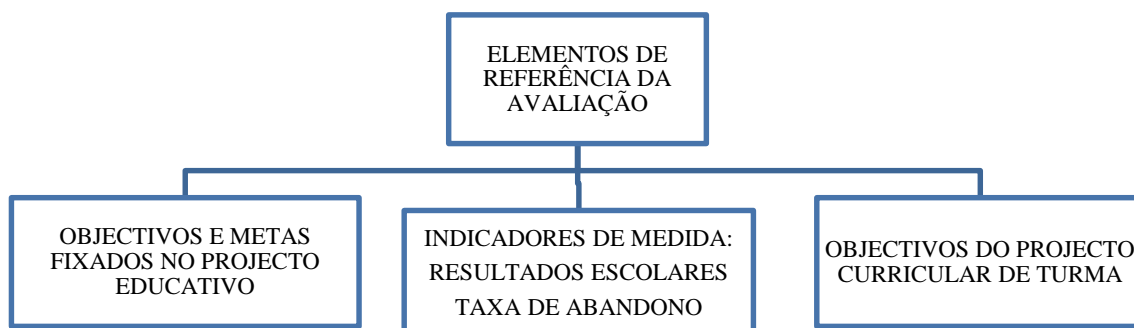 ELEMENTOS DE
REFERÊNCIA DA
AVALIAÇÃO
OBJECTIVOS E METAS
FIXADOS NO PROJECTO
EDUCATIVO
INDICADORES DE MEDIDA:
RESULTADOS ESCOLARES
TAXA DE ABANDONO
OBJECTIVOS DO PROJECTO
CURRICULAR DE TURMA